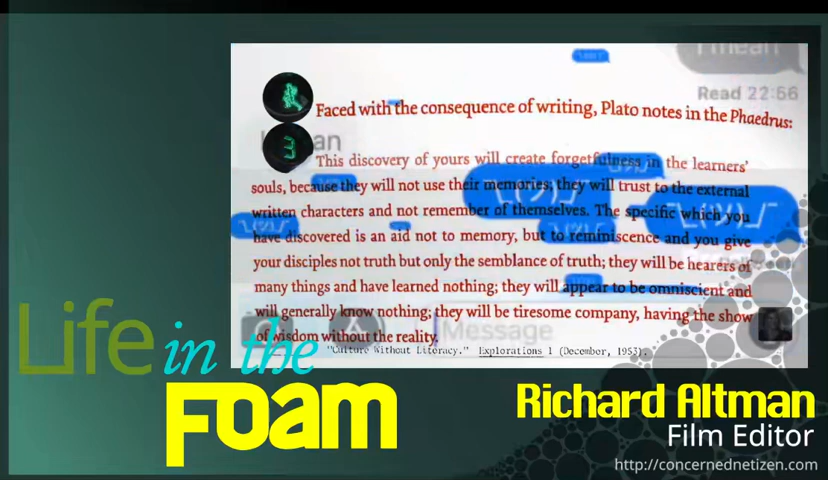 I mean
Read 22:56
Faced with the consequence of writing, Plato notes in the Phaedrus:
an
3
This discovery of yours will create forgetfulness in the learners'
souls, because they will not use their memories; they will trust to the external
written characters and not remember of themselves. The specific which you
have discovered is an aid not to memory, but to reminiscence and you give
your disciples not truth but only the semblance of truth; they will be hearers of
many things and have learned nothing; they will appear to be omniscient and
will generally know nothing; they will be tiresome company, having the show
of wisdom without the reality.
Message
"Culture Without Literacy." Explorations 1 (December, 1953).
Life in the
Foam
Richard Altman
Film Editor
http://concernednetizen.com